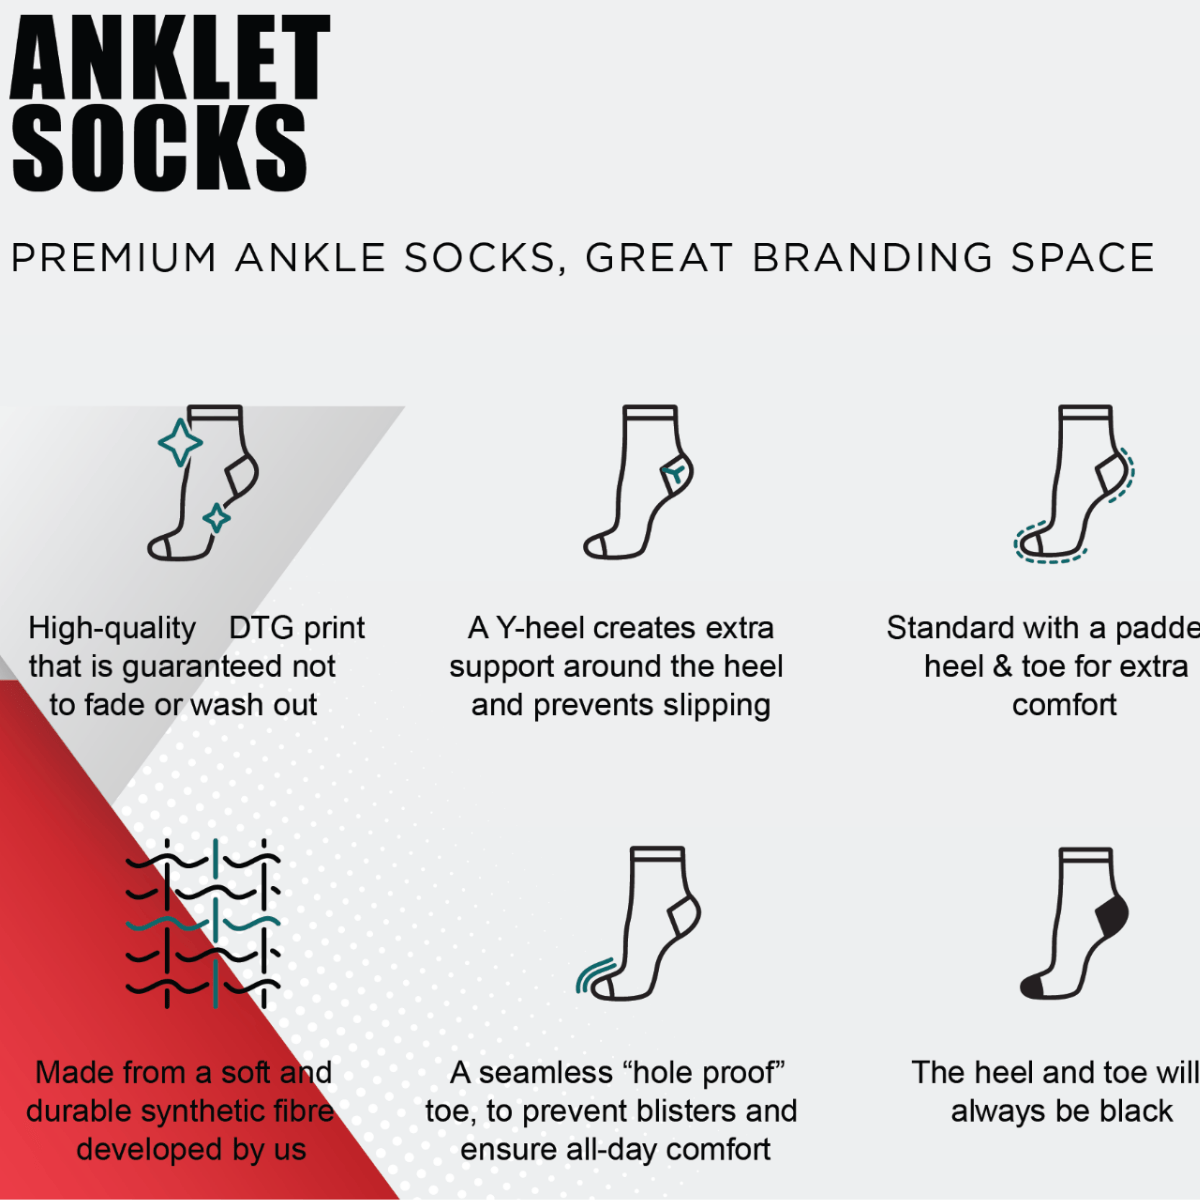 ANKLET
SOCKS
PREMIUM ANKLE SOCKS, GREAT BRANDING SPACE
High-quality DTG print
that is guaranteed not
to fade or wash out
A Y-heel creates extra
support around the heel
and prevents slipping
Standard with a padde
heel & toe for extra
comfort
Made from a soft and
durable synthetic fibre
developed by us
A seamless “hole proof”
toe, to prevent blisters and
ensure all-day comfort
The heel and toe will
always be black